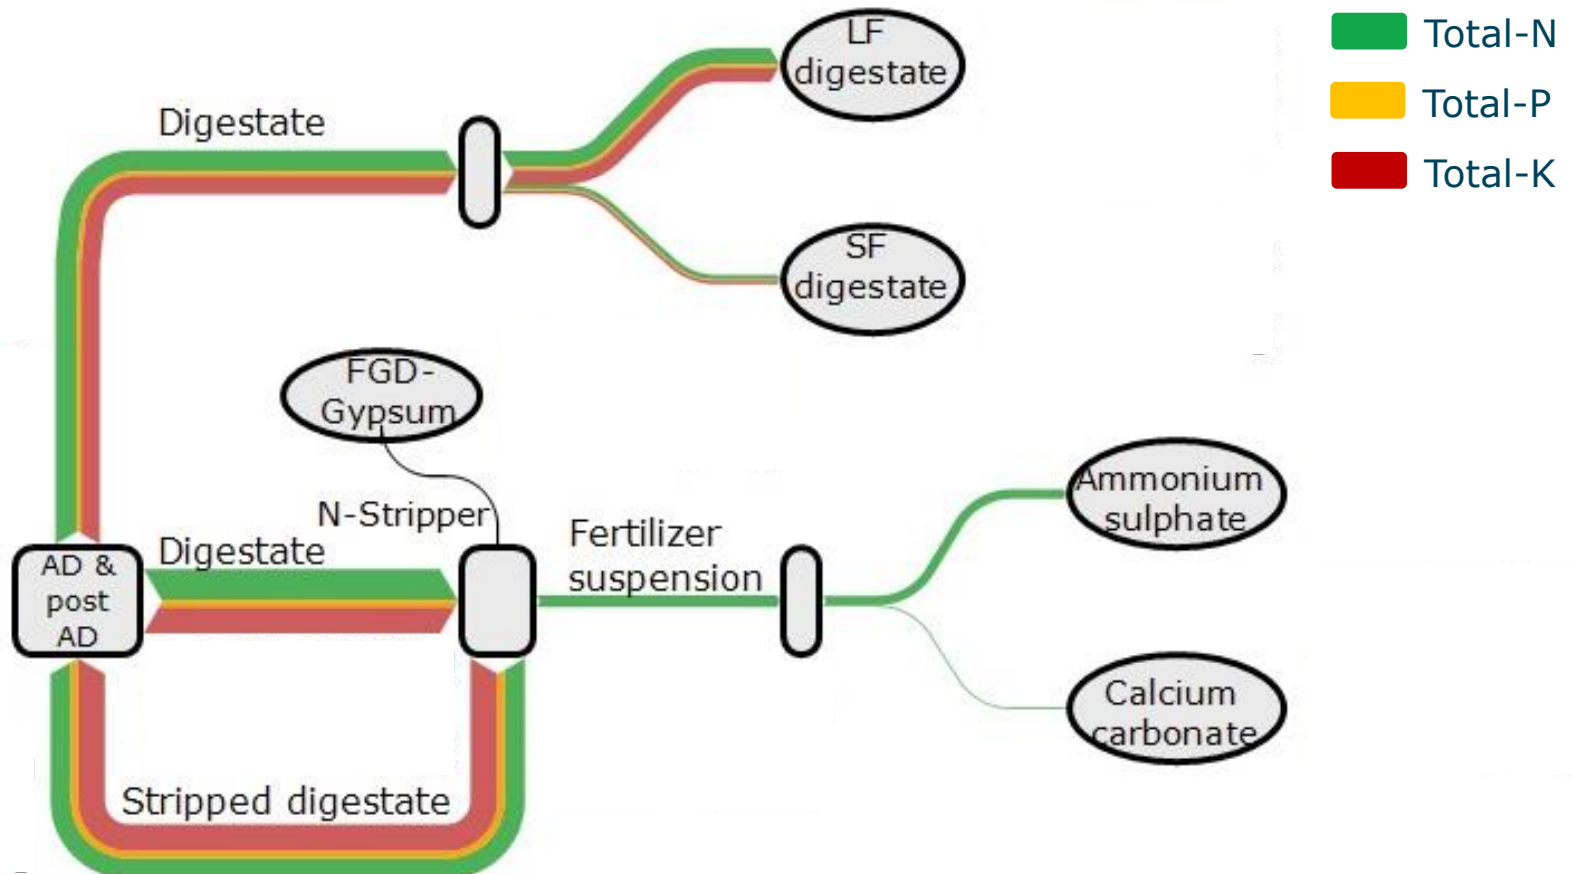 LF
digestate
Total-N
Total-P
Total-K
Digestate
SF
digestate
FGD-
Gypsum
N-Stripper
Digestate
Fertilizer
suspension
Ammonium
sulphate
AD &
post
AD
Calcium
carbonate
Stripped digestate